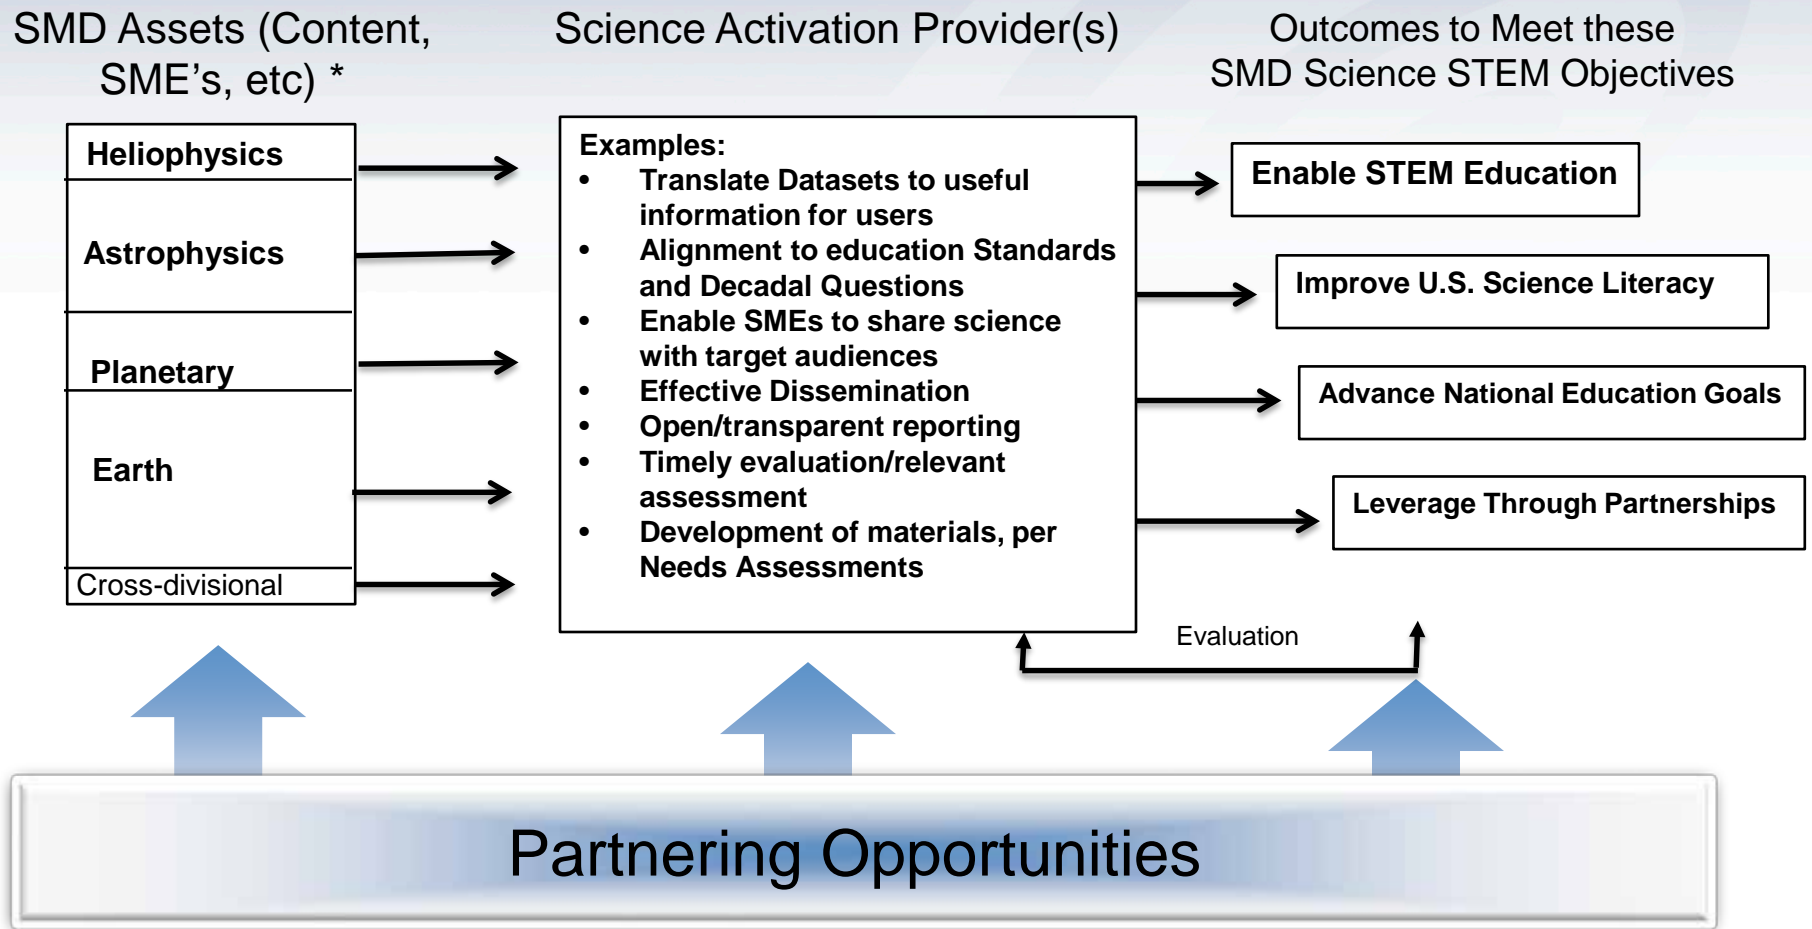 SMD Assets (Content,
SME's, etc) *
Science Activation Provider(s)
Outcomes to Meet these
SMD Science STEM Objectives
Heliophysics
Astrophysics
Planetary
Earth
Cross-divisional
Examples:
• Translate Datasets to useful
information for users
• Alignment to education Standards
and Decadal Questions
• Enable SMEs to share science
with target audiences
• Effective Dissemination
• Open/transparent reporting
• Timely evaluation/relevant
assessment
• Development of materials, per
Needs Assessments
Enable STEM Education
Improve U.S. Science Literacy
Advance National Education Goals
Leverage Through Partnerships
Evaluation
Partnering Opportunities